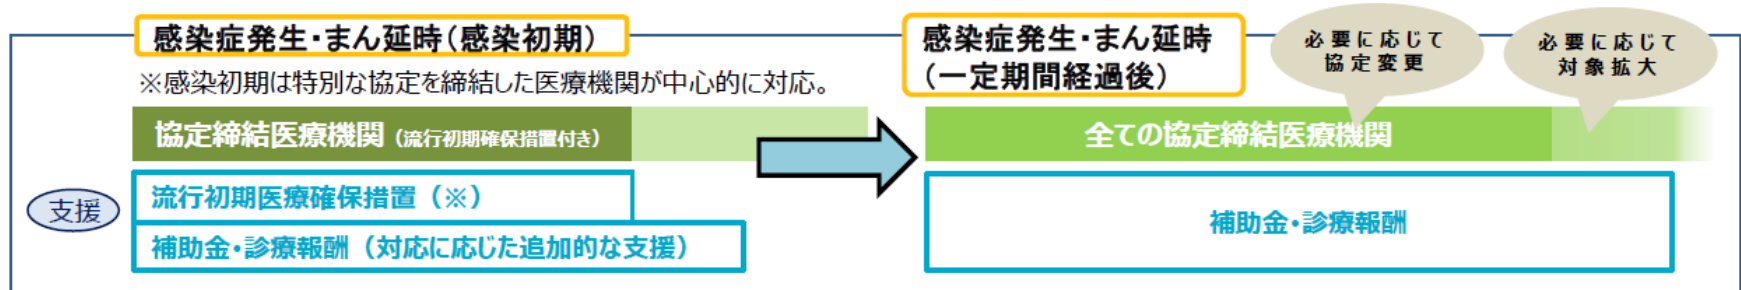 感染症発生・まん延時(感染初期)
※感染初期は特別な協定を締結した医療機関が中心的に対応。
協定締結医療機関(流行初期確保措置付き)
支援
流行初期医療確保措置(※)
補助金・診療報酬(対応に応じた追加的な支援)
感染症発生・まん延時
(一定期間経過後)
必要に応じて
協定変更
必要に応じて
対象拡大
全ての協定締結医療機関
補助金・診療報酬